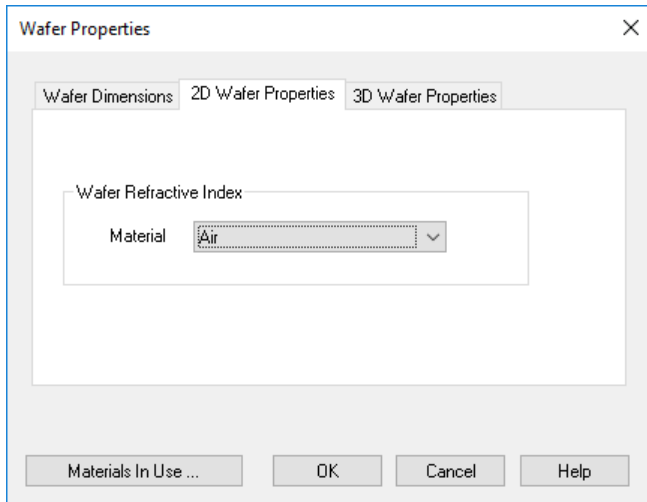 Wafer Properties
Wafer Dimensions 2D Wafer Properties 3D Wafer Properties
Wafer Refractive Index
Material Air
Materials In Use ... OK Cancel Help